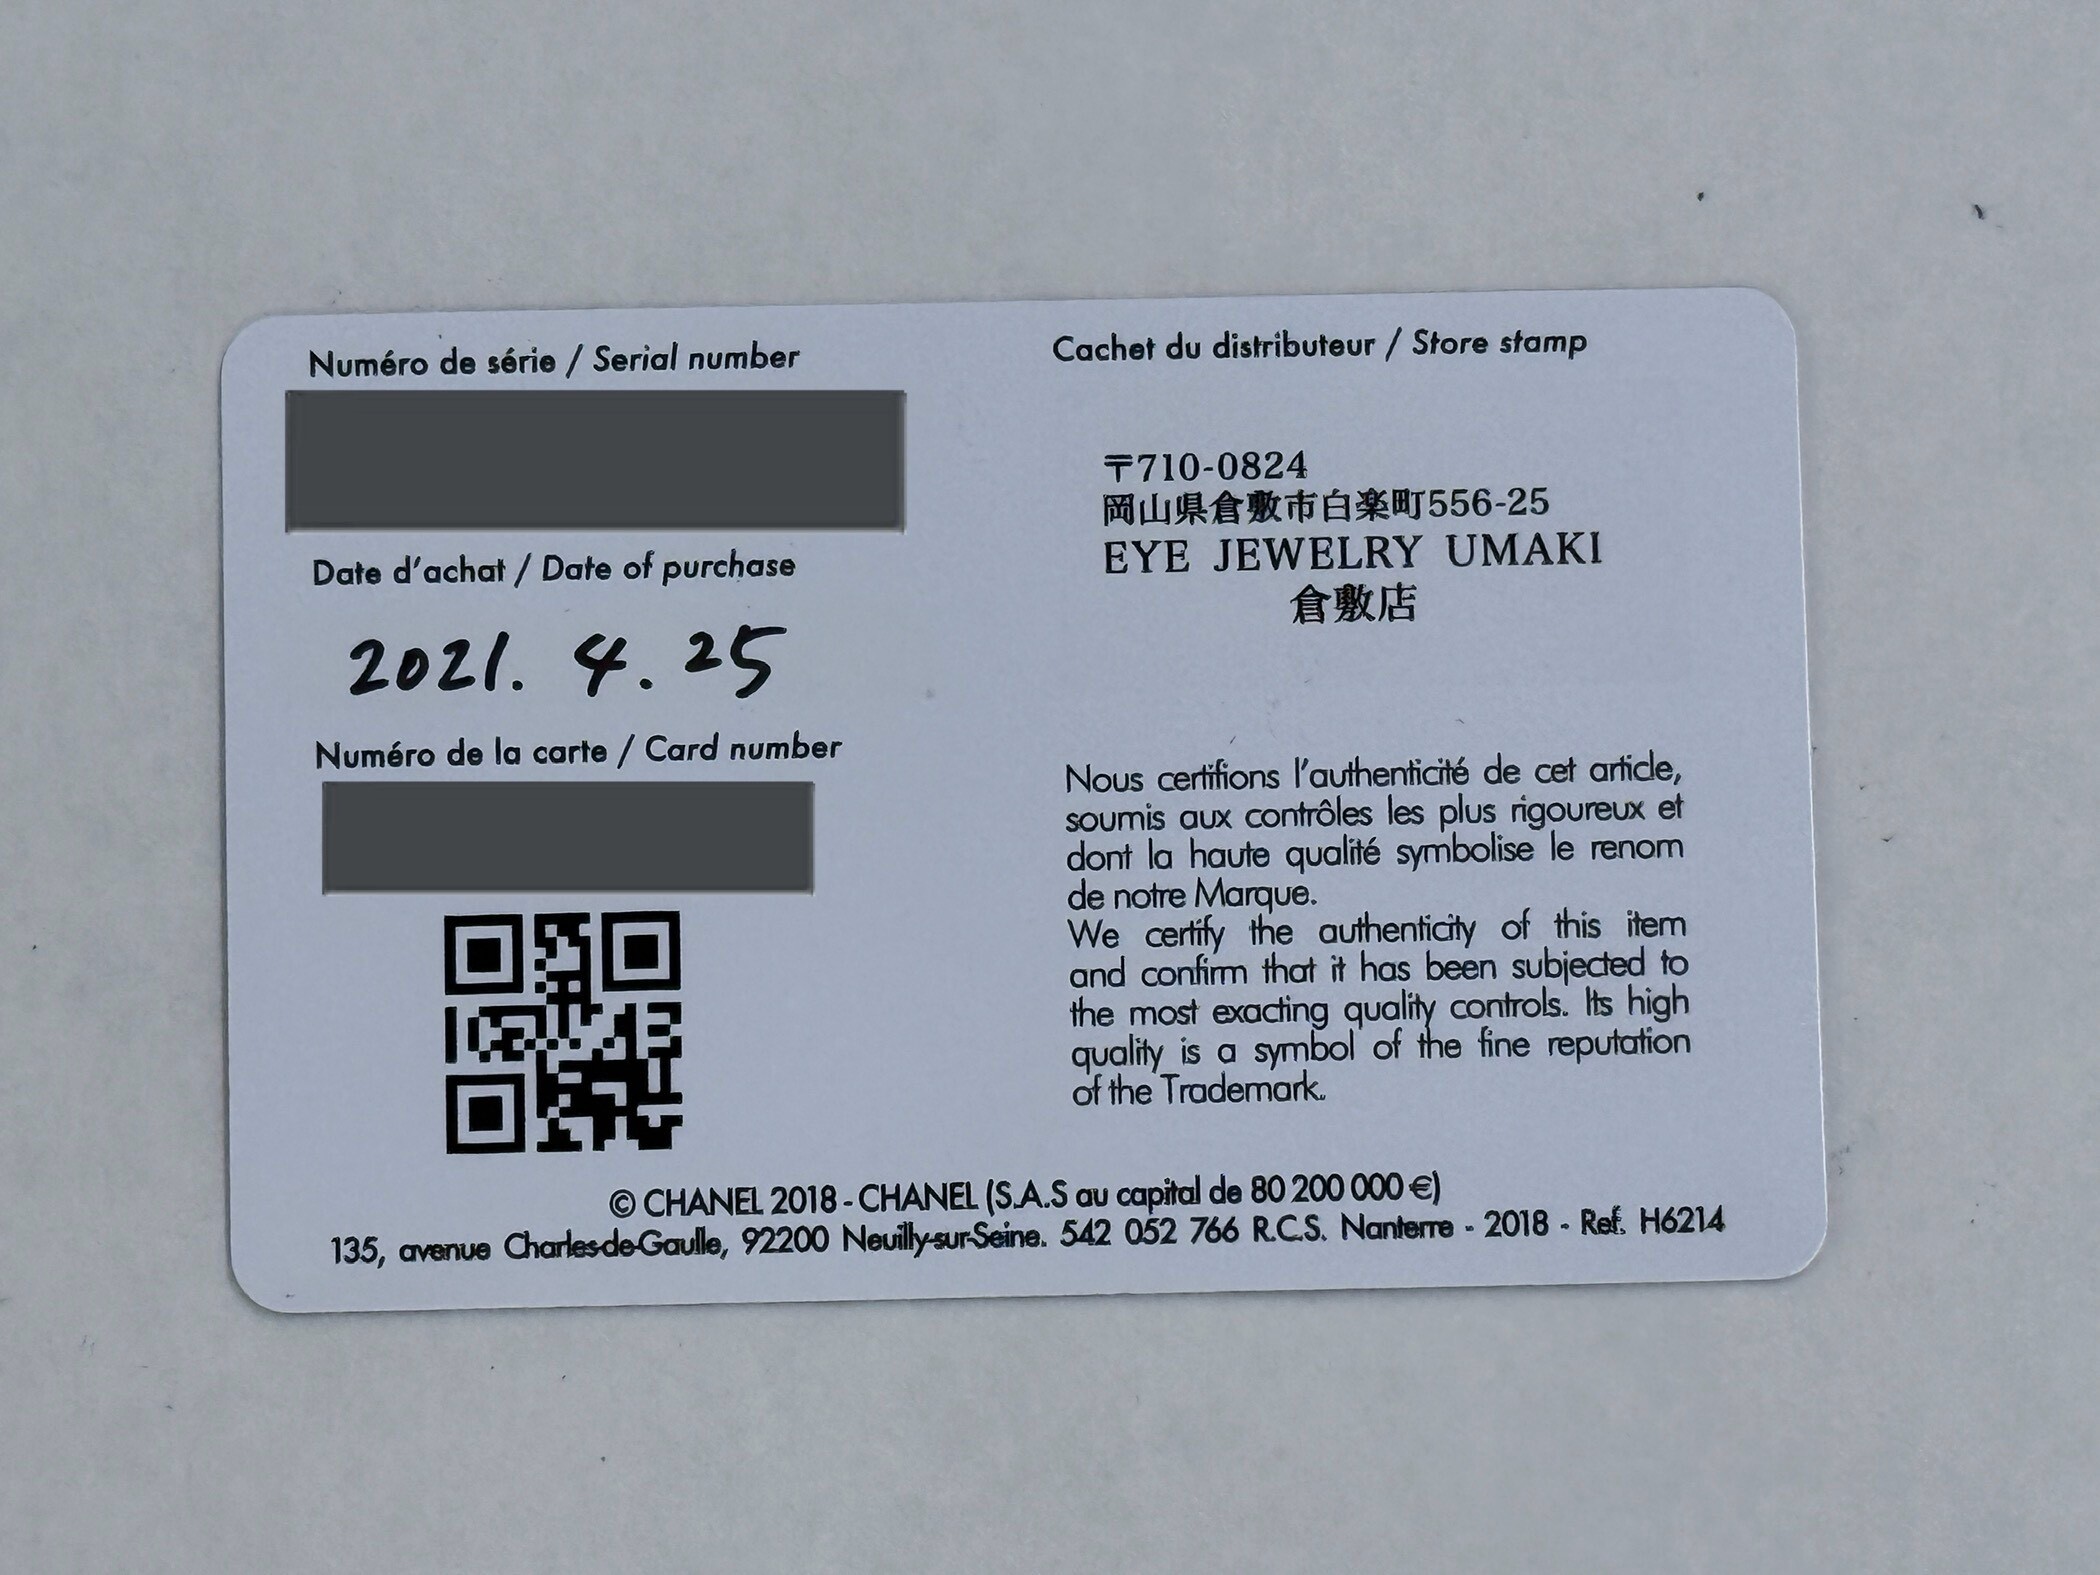 Numéro de série / Serial number
Date d'achat / Date of purchase
2021. 4. 25
Numéro de la carte / Card number
Cachet du distributeur / Store stamp
〒710-0824
岡山県倉敷市白楽町556-25
EYE JEWELRY UMAKI
倉敷店
Nous certifions l'authenticité de cet article,
soumis aux contrôles les plus rigoureux et
dont la haute qualité symbolise le renom
de notre Marque.
We certify the authenticity of this item
and confirm that it has been subjected to
the most exacting quality controls. Its high
quality is a symbol of the fine reputation
of the Trademark.
© CHANEL 2018 - CHANEL (S.A.S au capital de 80 200 000 €)
135, avenue Charles-de-Gaulle, 92200 Neuilly-sur-Seine. 542 052 766 R.C.S. Nanterre - 2018 - Ref. H6214